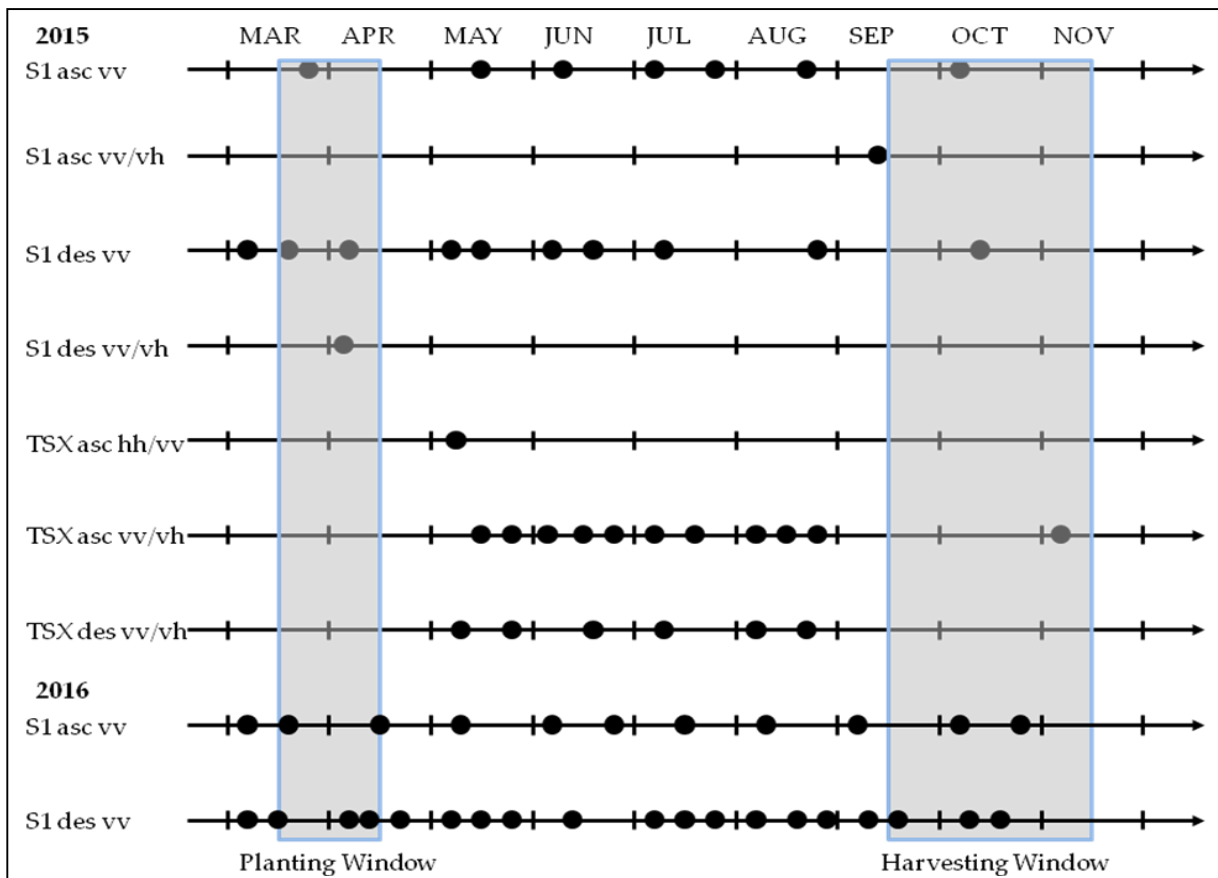 2015 MAR APR MAY JUN JUL AUG SEP OCT NOV
S1 asc vv
S1 asc vv/vh
S1 des vv
S1 des vv/vh
TSX asc hh/vv
TSX asc vv/vh
TSX des vv/vh
2016
S1 asc vv
S1 des vv
Planting Window Harvesting Window